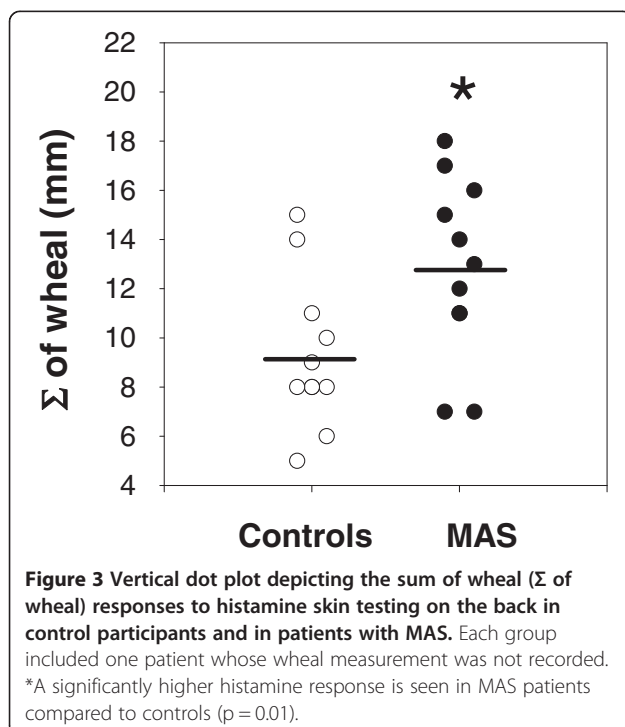 22
20
18
16
14
12
10
8
6
4
Σ of wheal (mm)
*
Controls MAS
Figure 3 Vertical dot plot depicting the sum of wheal (Σ of
wheal) responses to histamine skin testing on the back in
control participants and in patients with MAS. Each group
included one patient whose wheal measurement was not recorded.
*A significantly higher histamine response is seen in MAS patients
compared to controls (p = 0.01).